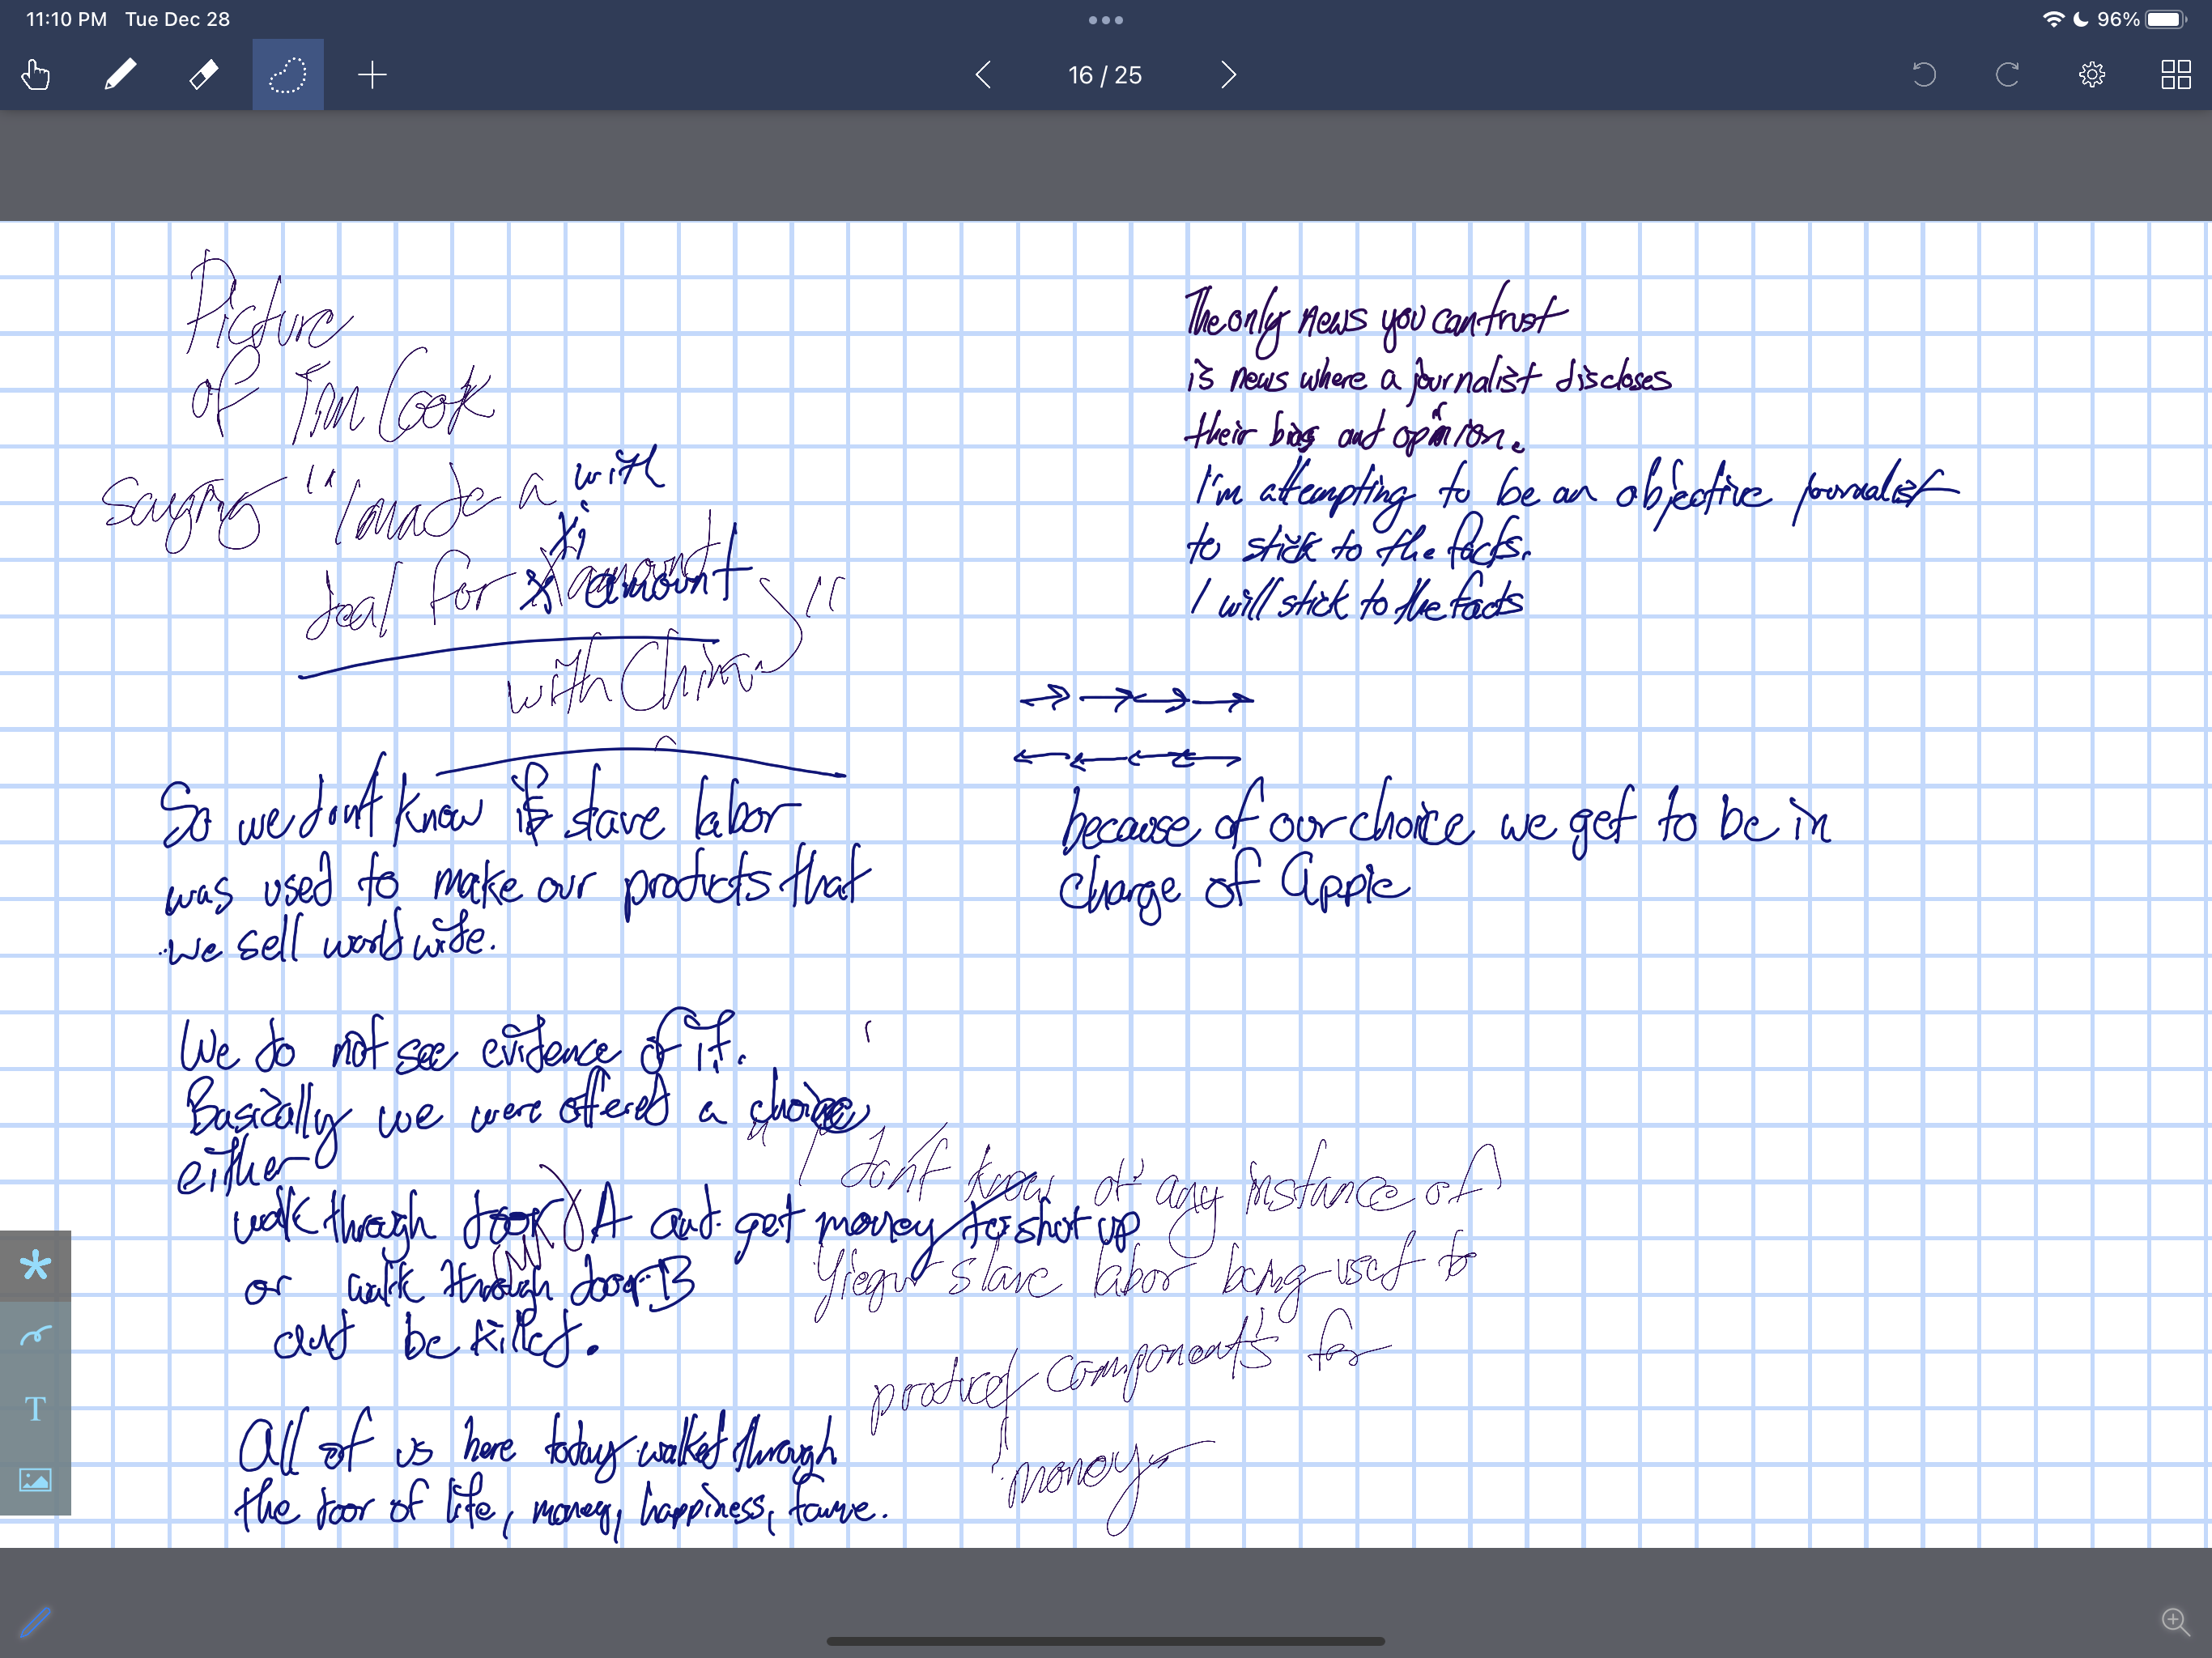 11:10 PM Tue Dec 28
96%
16 / 25
Picture
of Tim Cook
saying "I made a with
Xi
deal for X amount
with China"
So we dont know if slave labor
was used to make our products that
we sell worldwide.
We do not see evidence of it.
Basically we were offered a choice
either
walk through door A and get money to shut up
or walk through door B
and be killed.
All of us here today walked through
the door of life, money, happiness, fame.
The only news you can trust
is news where a journalist discloses
their bias and opinion.
I'm attempting to be an objective journalist
to stick to the facts.
I will stick to the facts
because of our choice we get to be in
charge of Apple
"I dont know of any instance of
slave labor being used to
produce components for
money
T